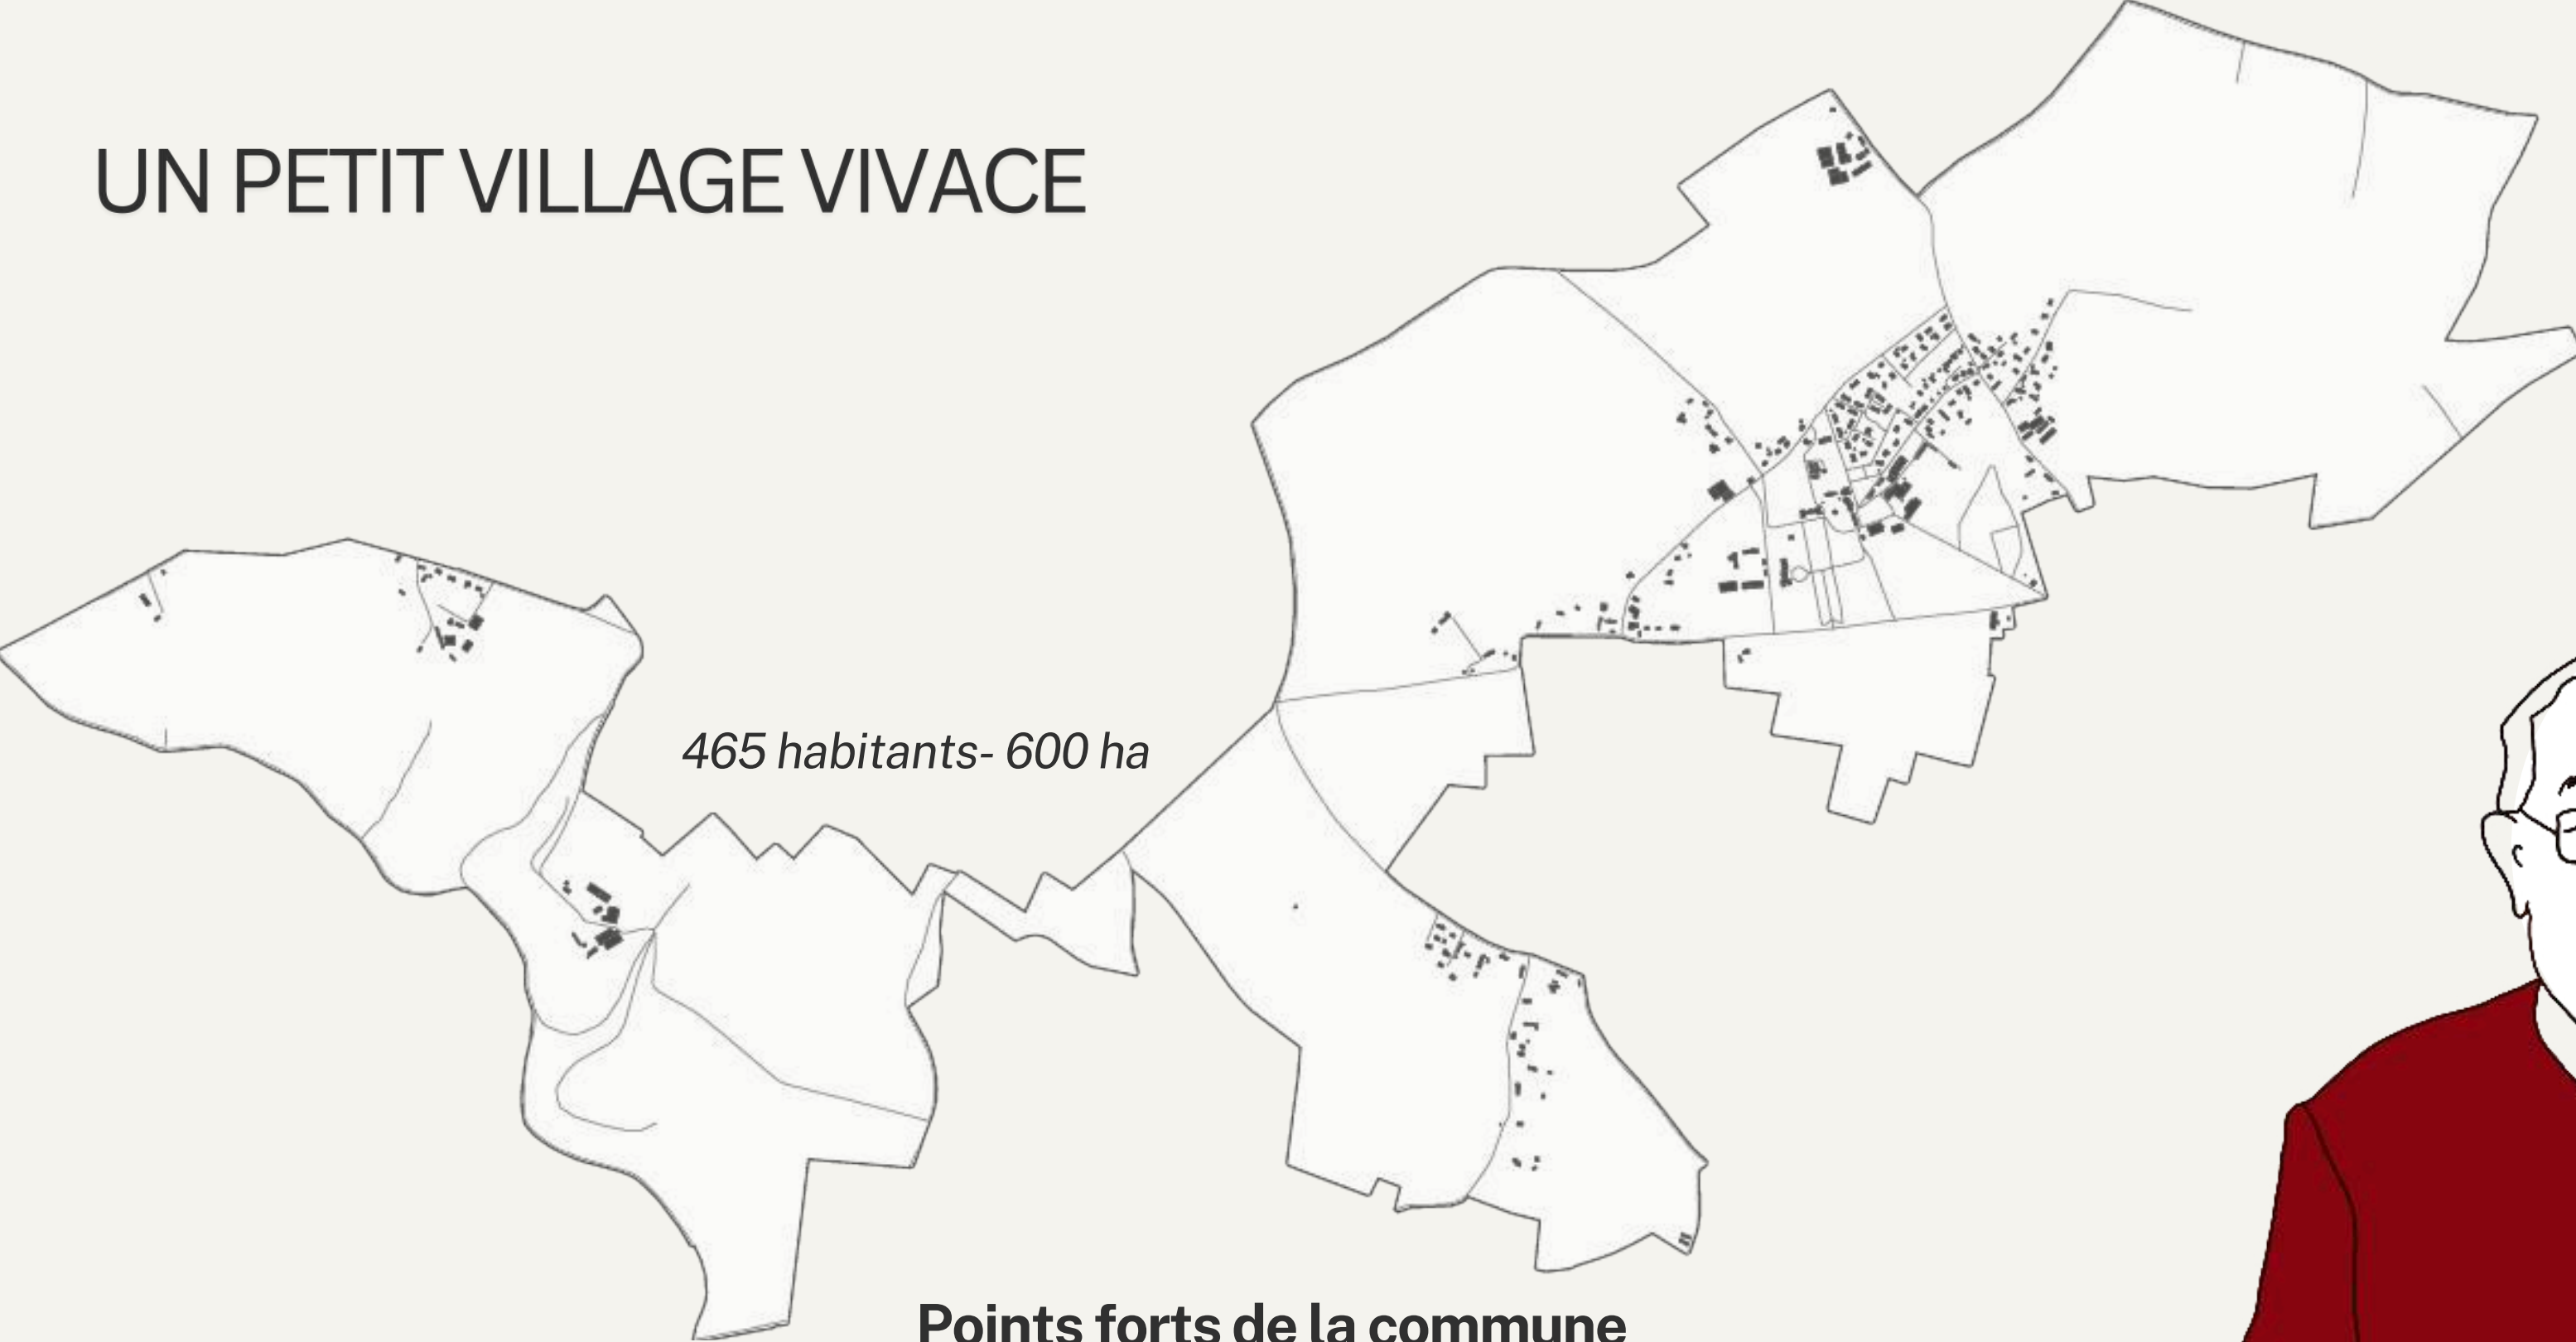 UN PETIT VILLAGE VIVACE
465 habitants- 600 ha
Points forts de la commune